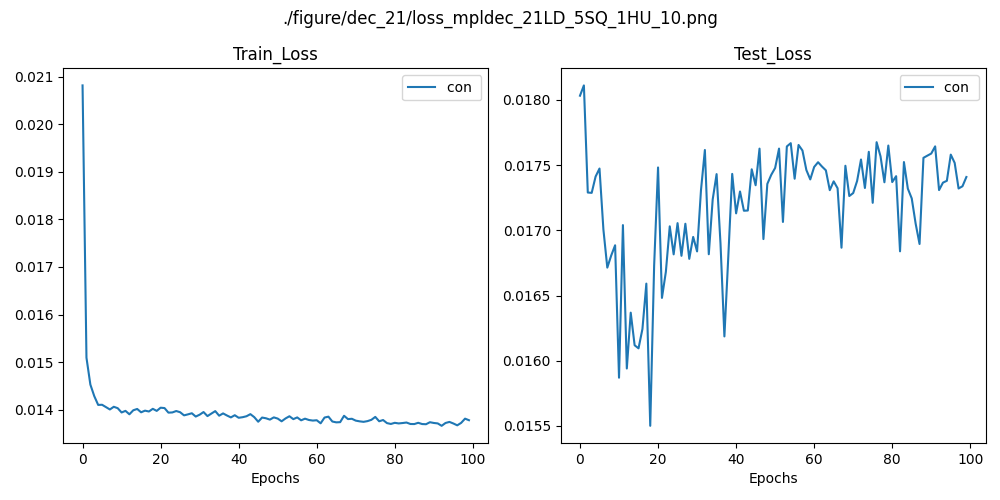 ./figure/dec_21/loss_mpldec_21LD_5SQ_1HU_10.png
Train_Loss
con
0.021
0.020
0.019
0.018
0.017
0.016
0.015
0.014
0 20 40 60 80 100
Epochs
Test_Loss
con
0.0180
0.0175
0.0170
0.0165
0.0160
0.0155
0 20 40 60 80 100
Epochs